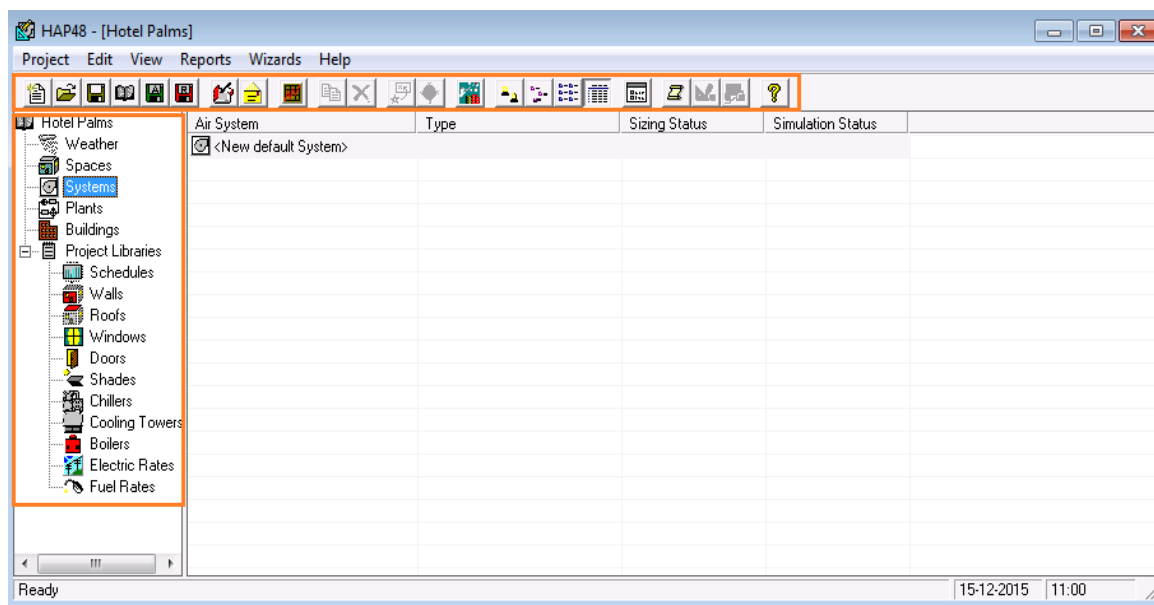 HAP48 - [Hotel Palms]
Project Edit View Reports Wizards Help
Hotel Palms
Weather
Spaces
Systems
Plants
Buildings
Project Libraries
Schedules
Walls
Roofs
Windows
Doors
Shades
Chillers
Cooling Towers
Boilers
Electric Rates
Fuel Rates
Air System Type Sizing Status Simulation Status
<New default System>
Ready 15-12-2015 11:00